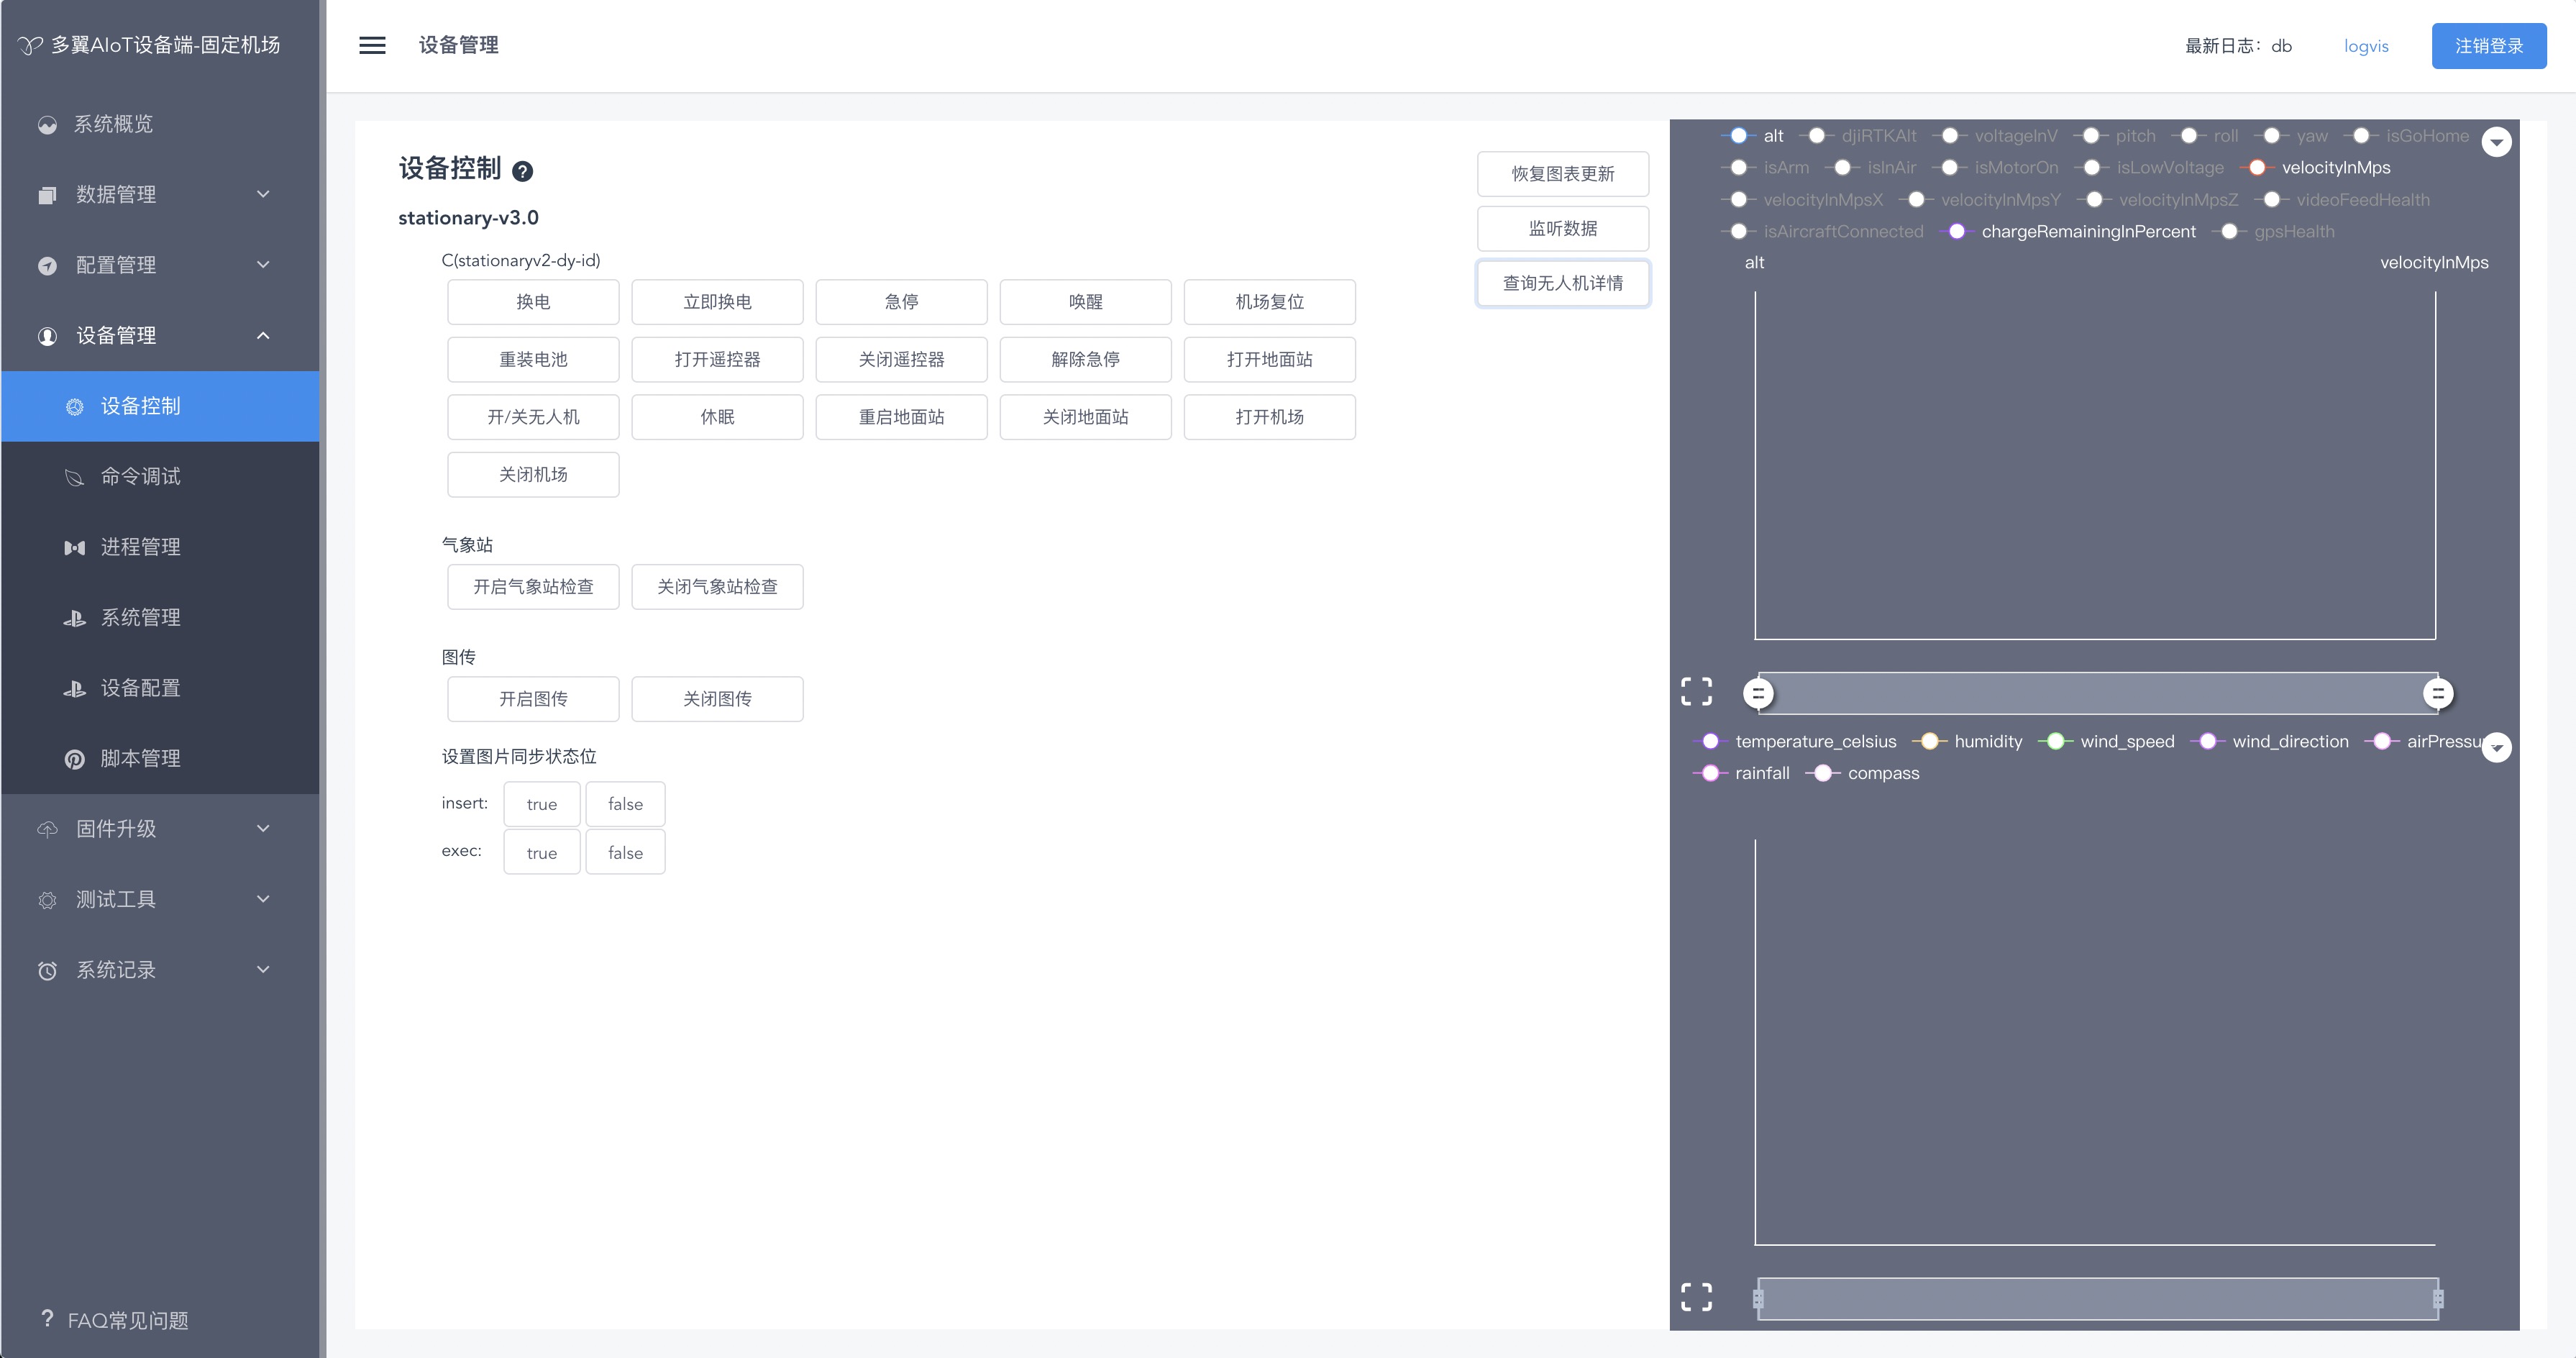 多翼AIoT设备端-固定机场
系统概览
数据管理
配置管理
设备管理
设备控制
命令调试
进程管理
系统管理
设备配置
脚本管理
固件升级
测试工具
系统记录
? FAQ常见问题
设备管理
最新日志：db logvis 注销登录
设备控制 ?
stationary-v3.0
C(stationaryv2-dy-id)
换电 立即换电 急停 唤醒 机场复位
重装电池 打开遥控器 关闭遥控器 解除急停 打开地面站
开/关无人机 休眠 重启地面站 关闭地面站 打开机场
关闭机场
气象站
开启气象站检查 关闭气象站检查
图传
开启图传 关闭图传
设置图片同步状态位
insert: true false
exec: true false
恢复图表更新
监听数据
查询无人机详情
alt djiRTKAlt voltageInV pitch roll yaw isGoHome
isArm isInAir isMotorOn isLowVoltage velocityInMps
velocityInMpsX velocityInMpsY velocityInMpsZ videoFeedHealth
isAircraftConnected chargeRemainingInPercent gpsHealth
alt velocityInMps
temperature_celsius humidity wind_speed wind_direction airPressu
rainfall compass